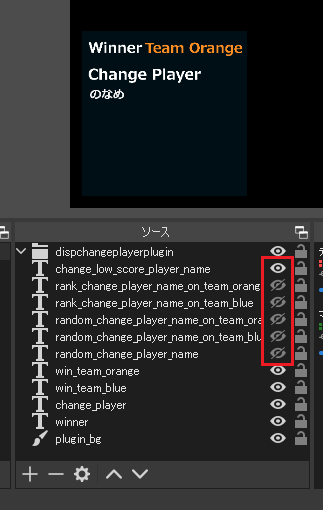 Winner Team Orange
Change Player
のなめ
ソース
dispchangeplayerplugin
change_low_score_player_name
rank_change_player_name_on_team_orang
rank_change_player_name_on_team_blue
random_change_player_name_on_team_ora
random_change_player_name_on_team_blu
random_change_player_name
win_team_orange
win_team_blue
change_player
winner
plugin_bg